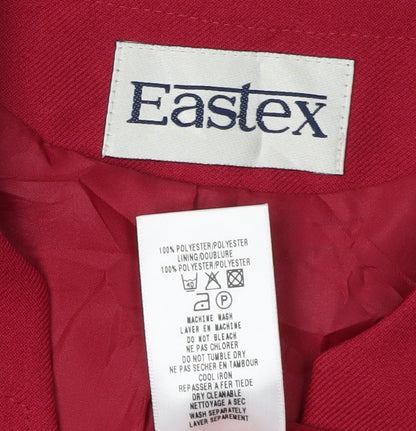 Eastex
100% POLYESTER/POLYESTER
LINING/DOUBLURE
100% POLYESTER/POLYESTER
40
P
MACHINE WASH
LAVER EN MACHINE
DO NOT BLEACH
NE PAS CHLORER
DO NOT TUMBLE DRY
NE PAS SECHER EN TAMBOUR
COOL IRON
REPASSER A FER TIEDE
DRY CLEANABLE
NETTOYAGE A SEC
WASH SEPARATELY
LAVER SEPAREMENT